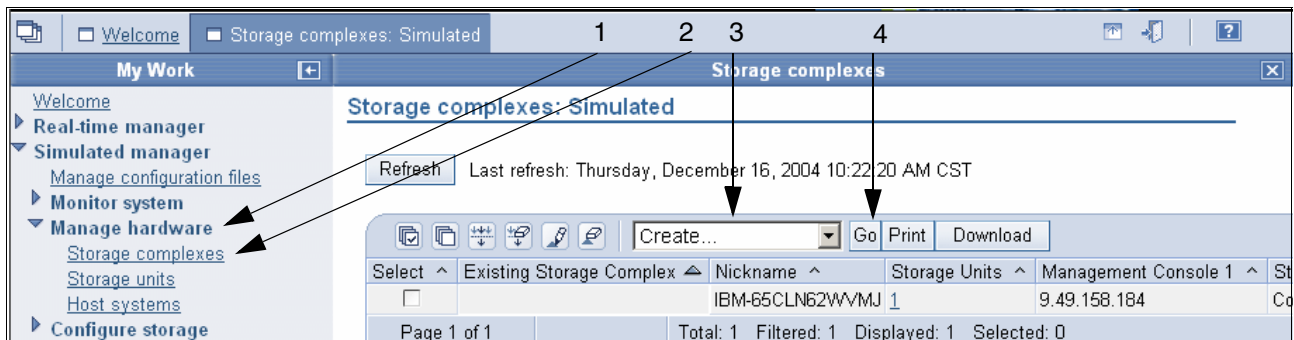 Welcome Storage complexes: Simulated 1 2 3 4 ?
My Work Storage complexes
Welcome
Real-time manager
Simulated manager
Manage configuration files
Monitor system
Manage hardware
Storage complexes
Storage units
Host systems
Configure storage
Storage complexes: Simulated
Refresh Last refresh: Thursday, December 16, 2004 10:22:20 AM CST
Create... Go Print Download
Select ^ Existing Storage Complex Nickname ^ Storage Units ^ Management Console 1 ^ St
IBM-65CLN62WVMJ 1 9.49.158.184 Co
Page 1 of 1 Total: 1 Filtered: 1 Displayed: 1 Selected: 0